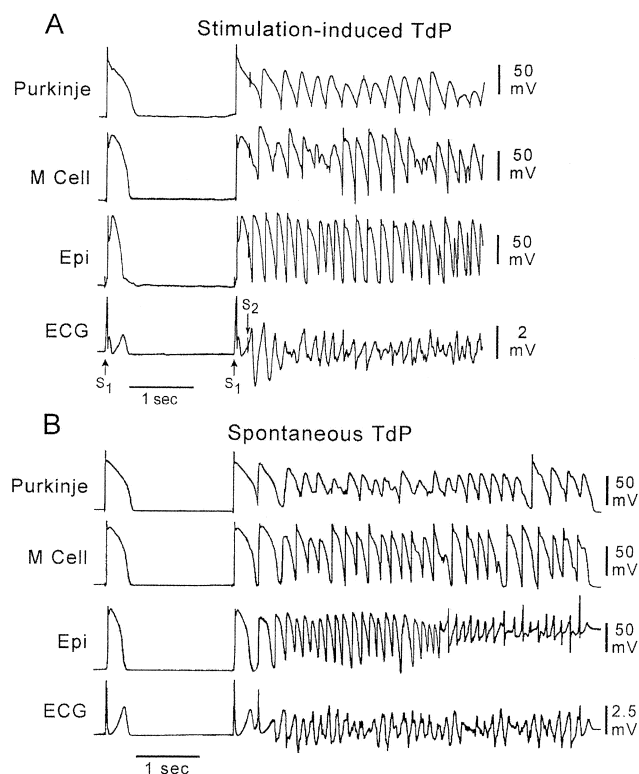 A
Stimulation-induced TdP
Purkinje
50
mV
M Cell
50
mV
Epi
50
mV
ECG
S2
2
mV
S1
S1
1 sec
B
Spontaneous TdP
Purkinje
50
mV
M Cell
50
mV
Epi
50
mV
ECG
2.5
mV
1 sec